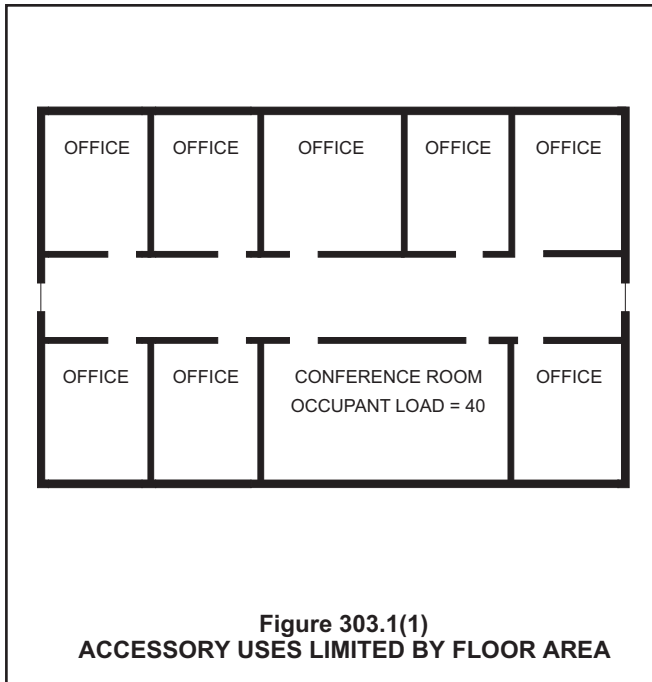 OFFICE OFFICE OFFICE OFFICE OFFICE
OFFICE OFFICE CONFERENCE ROOM OFFICE
OCCUPANT LOAD = 40
Figure 303.1(1)
ACCESSORY USES LIMITED BY FLOOR AREA